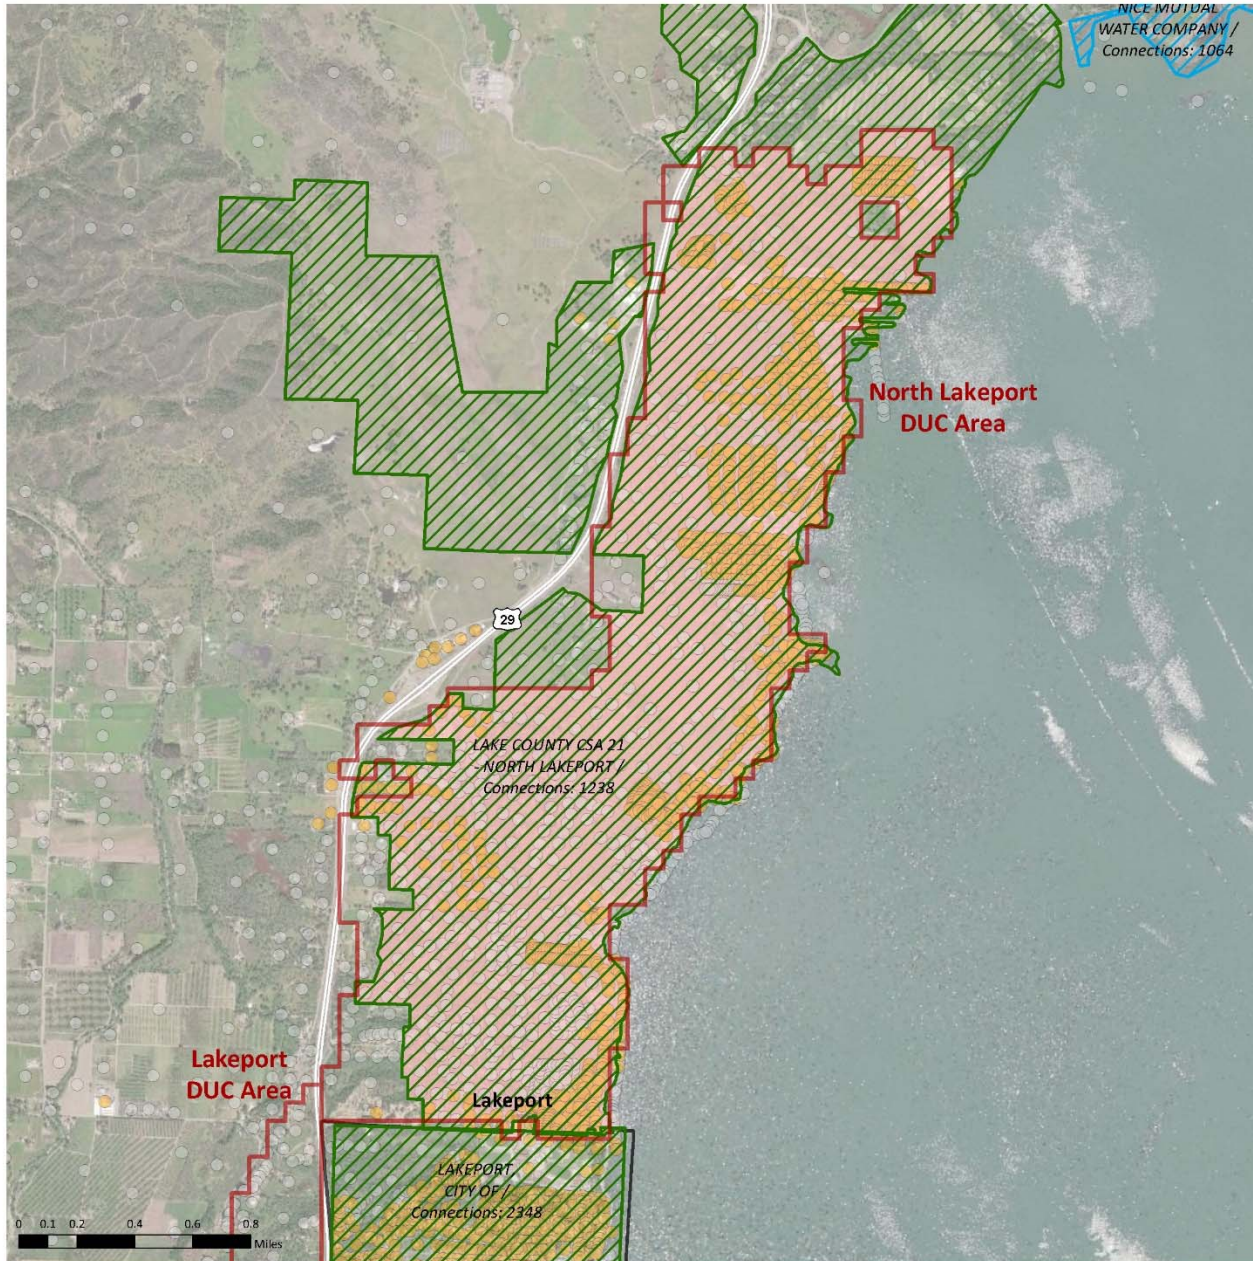 NICE MUTUAL
WATER COMPANY /
Connections: 1064
North Lakeport
DUC Area
29
LAKE COUNTY CSA 21
- NORTH LAKEPORT /
Connections: 1238
Lakeport
DUC Area
Lakeport
LAKEPORT,
CITY OF /
Connections: 2348
0 0.1 0.2 0.4 0.6 0.8
Miles